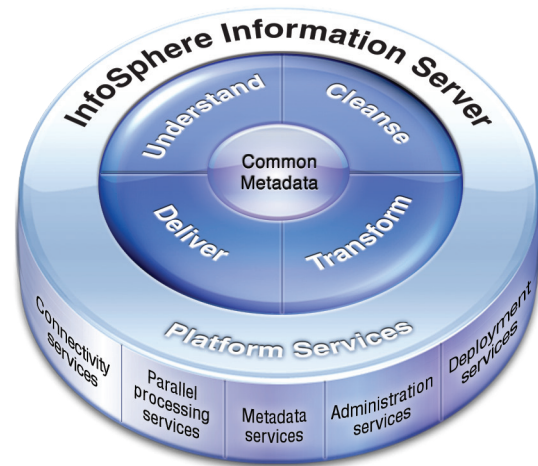 InfoSphere Information Server
Understand
Cleanse
Common
Metadata
Deliver
Transform
Platform Services
Connectivity
services
Parallel
processing
services
Metadata
services
Administration
services
Deployment
services